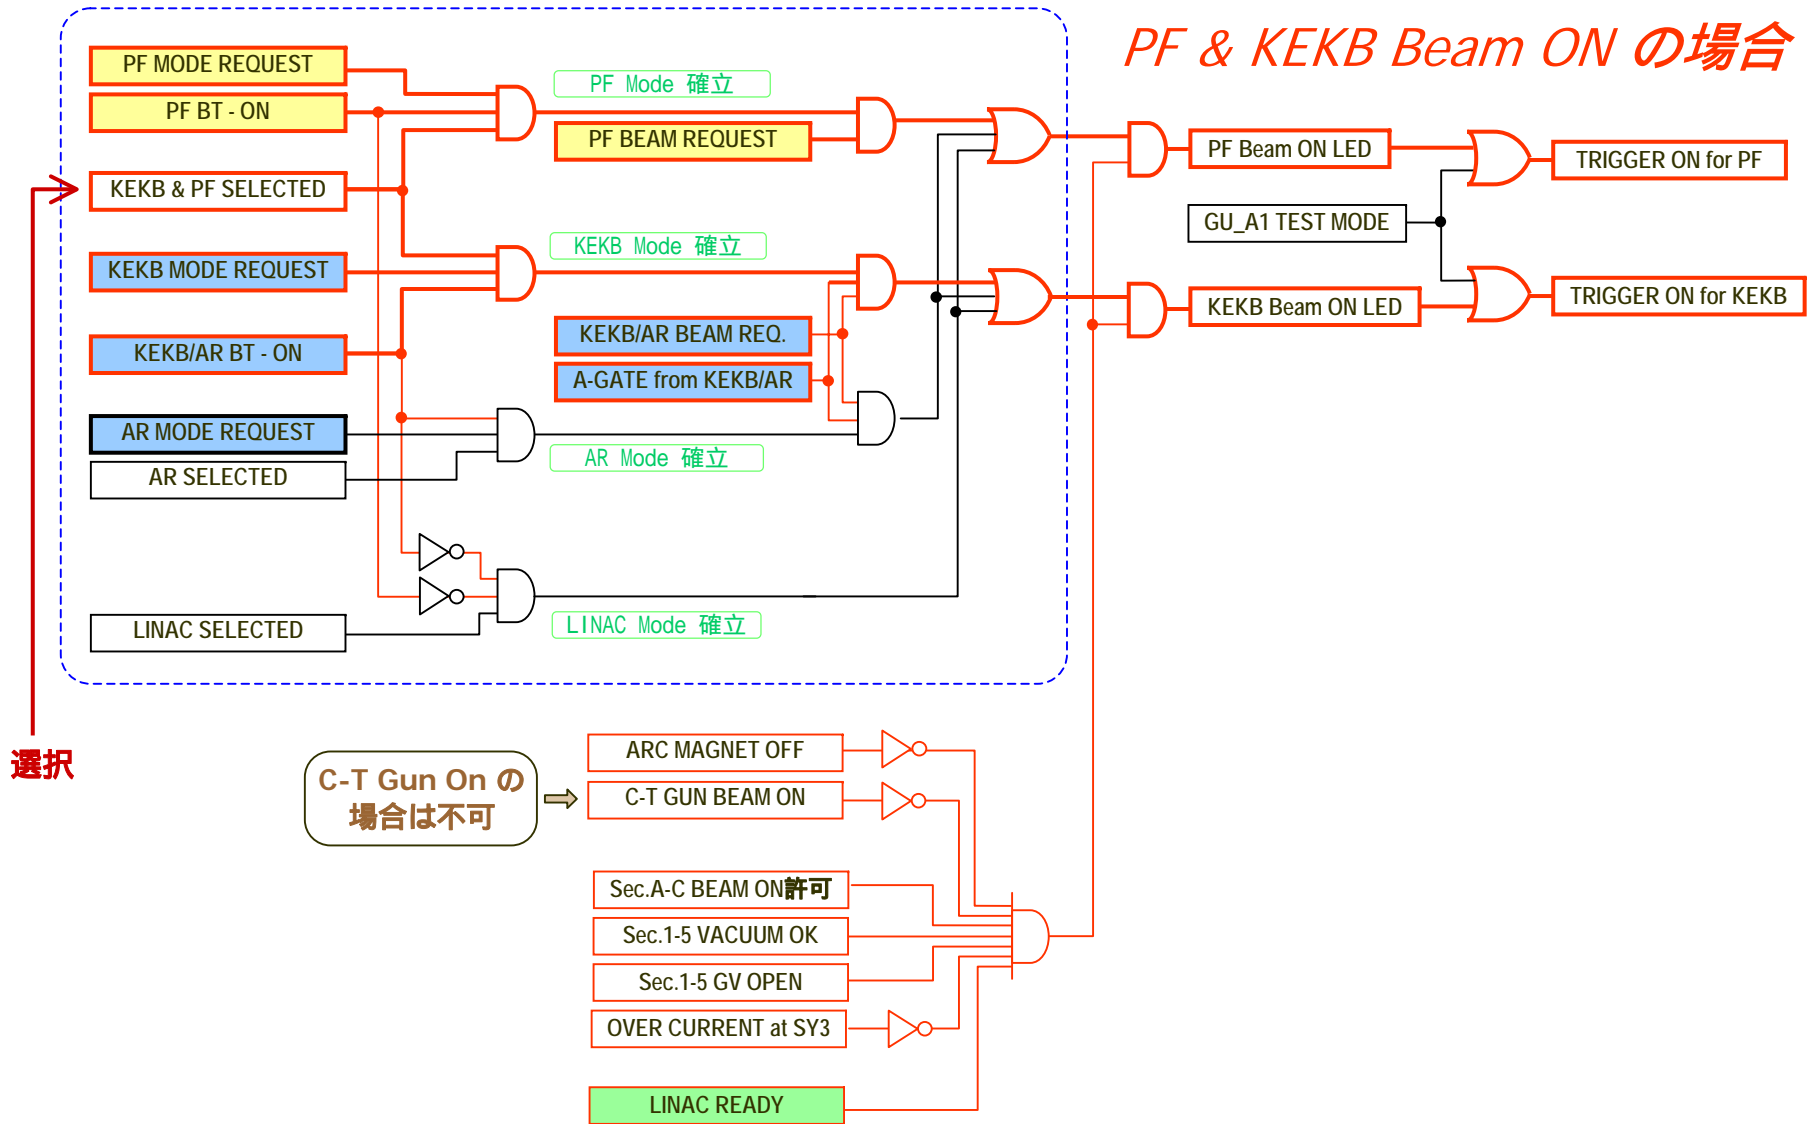 PF & KEKB Beam ON の場合
PF MODE REQUEST
PF Mode 確立
PF BT - ON
PF BEAM REQUEST
PF Beam ON LED
TRIGGER ON for PF
KEKB & PF SELECTED
GU_A1 TEST MODE
KEKB Mode 確立
KEKB MODE REQUEST
KEKB Beam ON LED
TRIGGER ON for KEKB
KEKB/AR BEAM REQ.
KEKB/AR BT - ON
A-GATE from KEKB/AR
AR MODE REQUEST
AR Mode 確立
AR SELECTED
LINAC SELECTED
LINAC Mode 確立
選択
C-T Gun On の
場合は不可
ARC MAGNET OFF
C-T GUN BEAM ON
Sec.A-C BEAM ON許可
Sec.1-5 VACUUM OK
Sec.1-5 GV OPEN
OVER CURRENT at SY3
LINAC READY